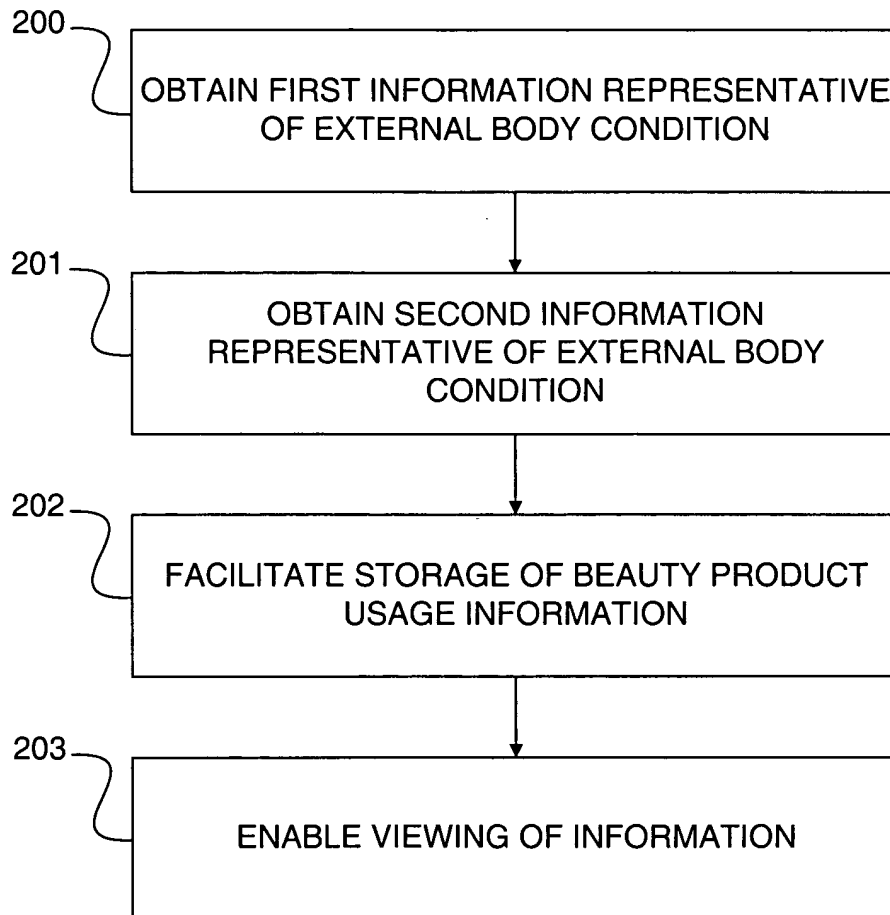 200
OBTAIN FIRST INFORMATION REPRESENTATIVE
OF EXTERNAL BODY CONDITION
201
OBTAIN SECOND INFORMATION
REPRESENTATIVE OF EXTERNAL BODY
CONDITION
202
FACILITATE STORAGE OF BEAUTY PRODUCT
USAGE INFORMATION
203
ENABLE VIEWING OF INFORMATION